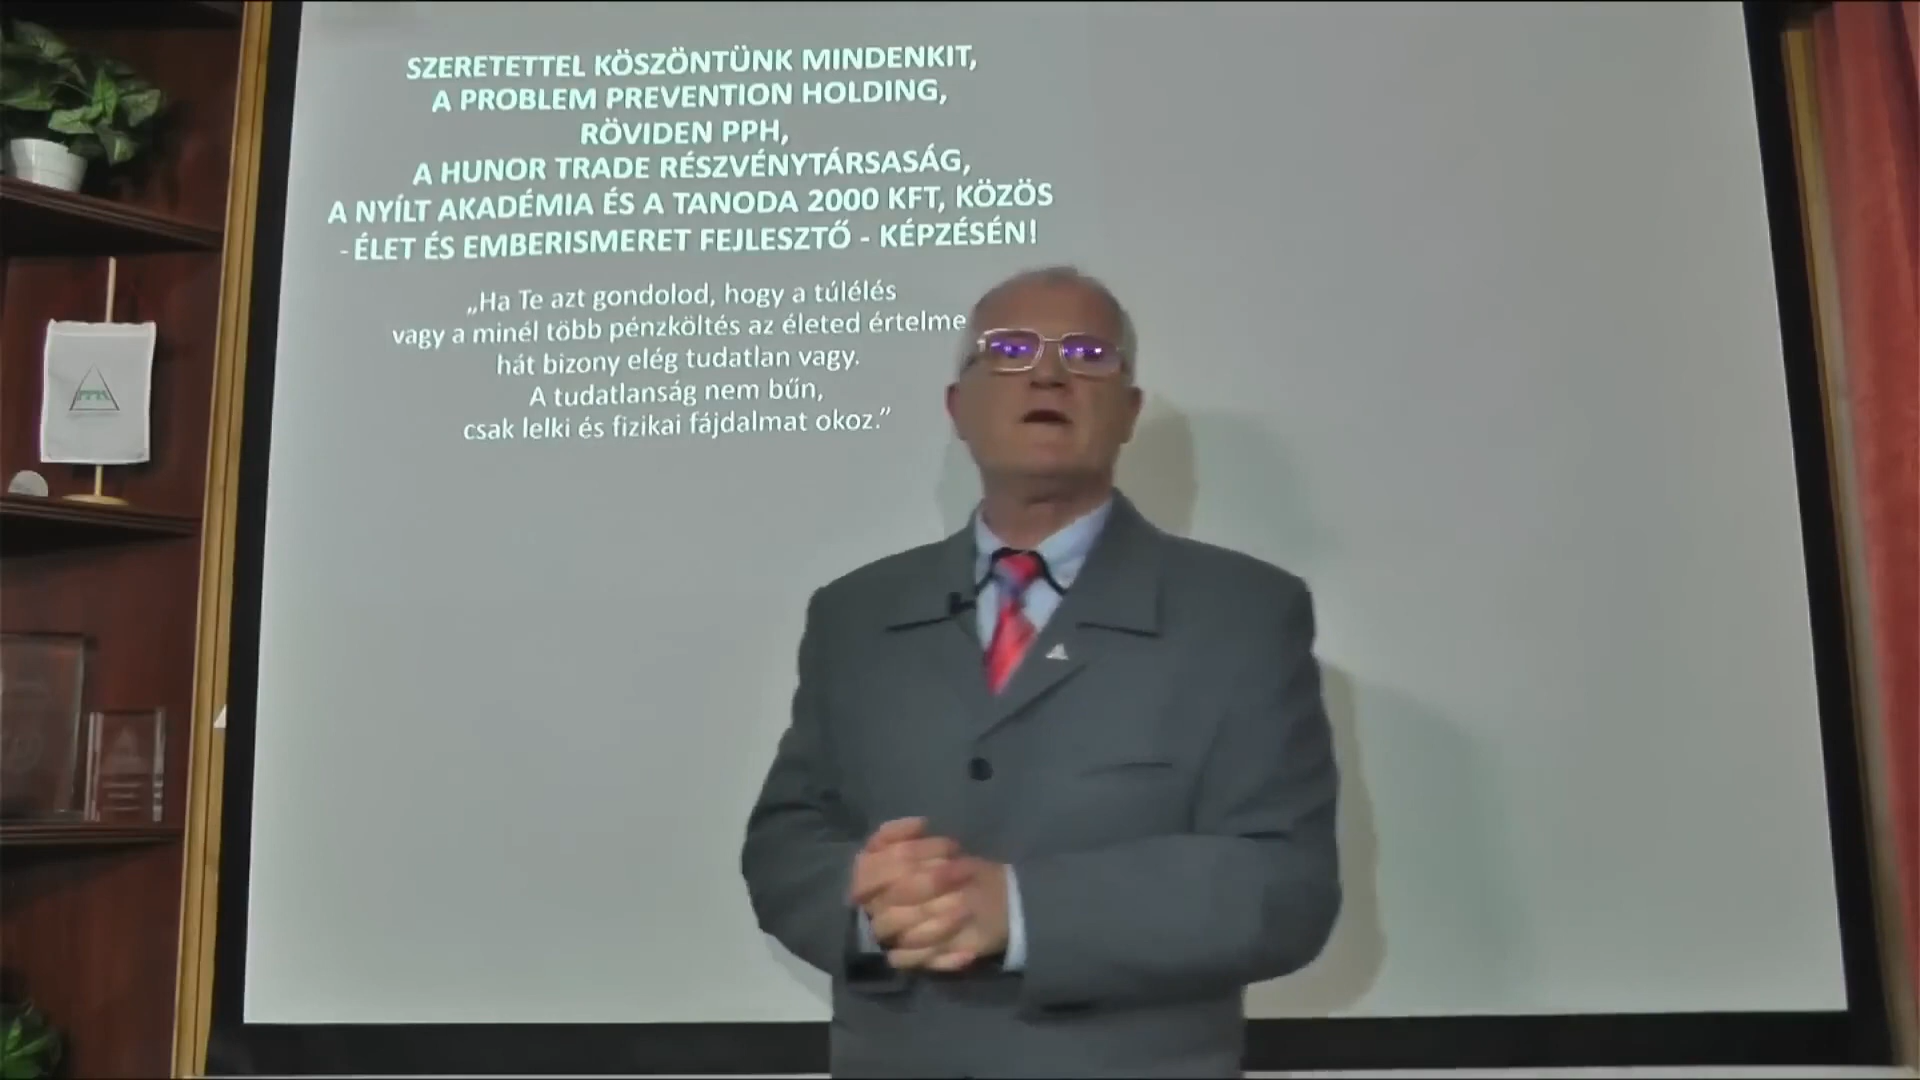 SZERETETTEL KÖSZÖNTÜNK MINDENKIT,
A PROBLEM PREVENTION HOLDING,
RÖVIDEN PPH,
A HUNOR TRADE RÉSZVÉNYTÁRSASÁG,
A NYÍLT AKADÉMIA ÉS A TANODA 2000 KFT, KÖZÖS
- ÉLET ÉS EMBERISMERET FEJLESZTŐ - KÉPZÉSÉN!
„Ha Te azt gondolod, hogy a túlélés
vagy a minél több pénzköltés az életed értelme
hát bizony elég tudatlan vagy.
A tudatlanság nem bűn,
csak lelki és fizikai fájdalmat okoz.”